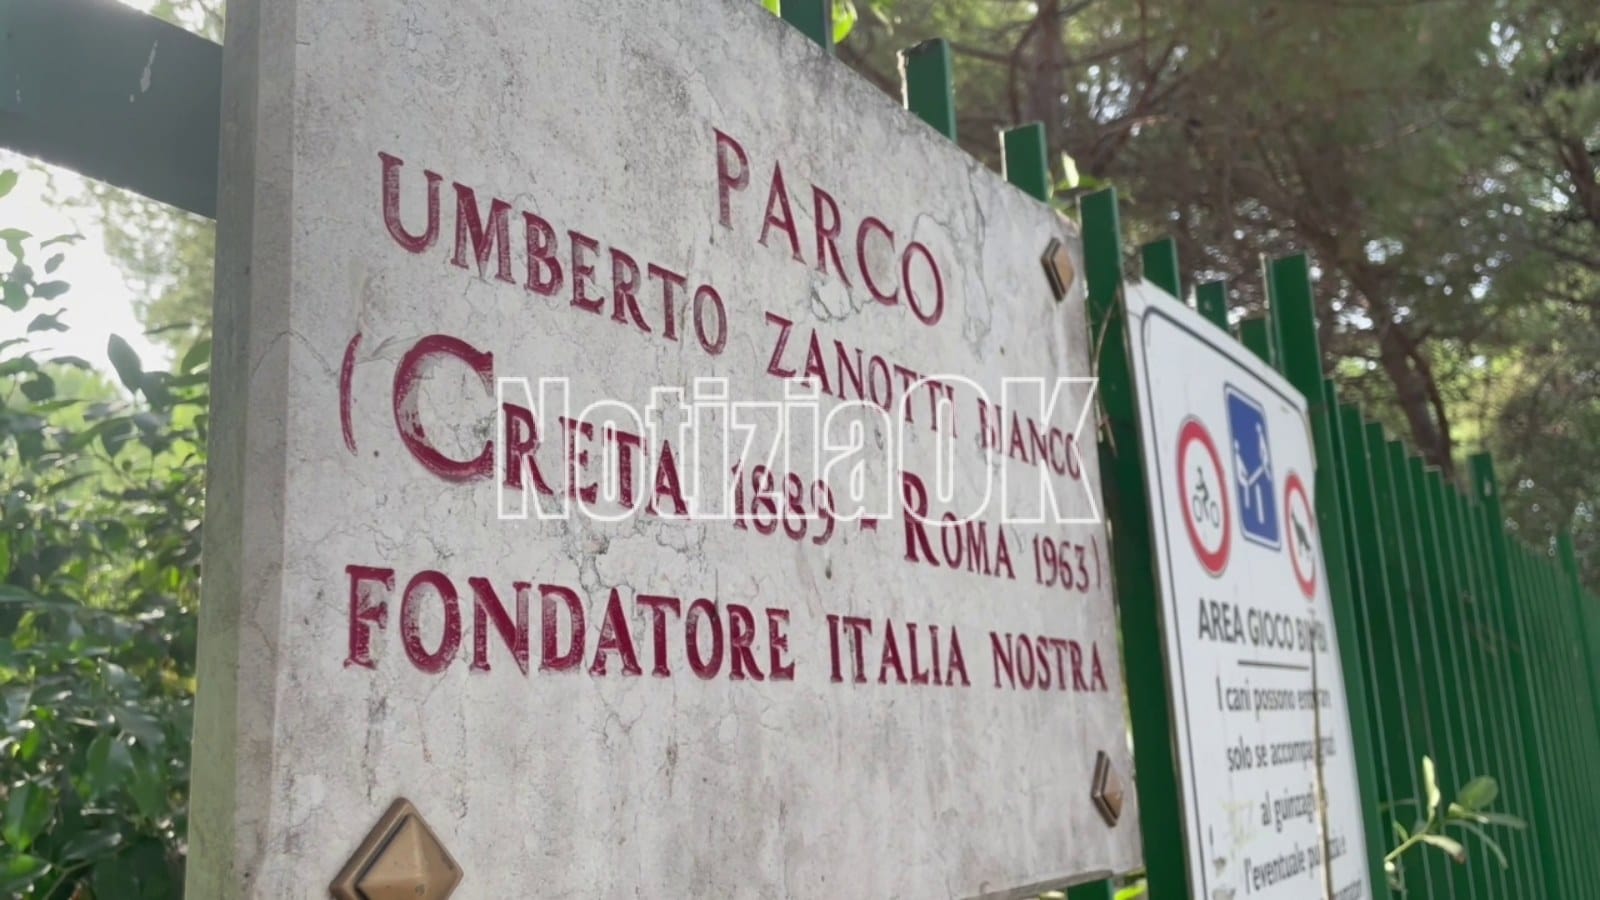 PARCO
UMBERTO ZANOTTI BIANCO
(CRETA 1889 - ROMA 1963)
FONDATORE ITALIA NOSTRA
NotiziaOK
AREA GIOCO BIMBI
I cani possono entrare
solo se accompagnati
al guinzaglio
l'eventuale